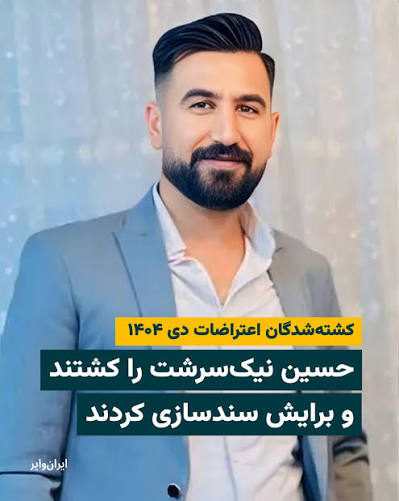 کشته‌شدگان اعتراضات دی ۱۴۰۴
حسین نیک‌سرشت را کشتند
و برایش سندسازی کردند
ایران‌وایر